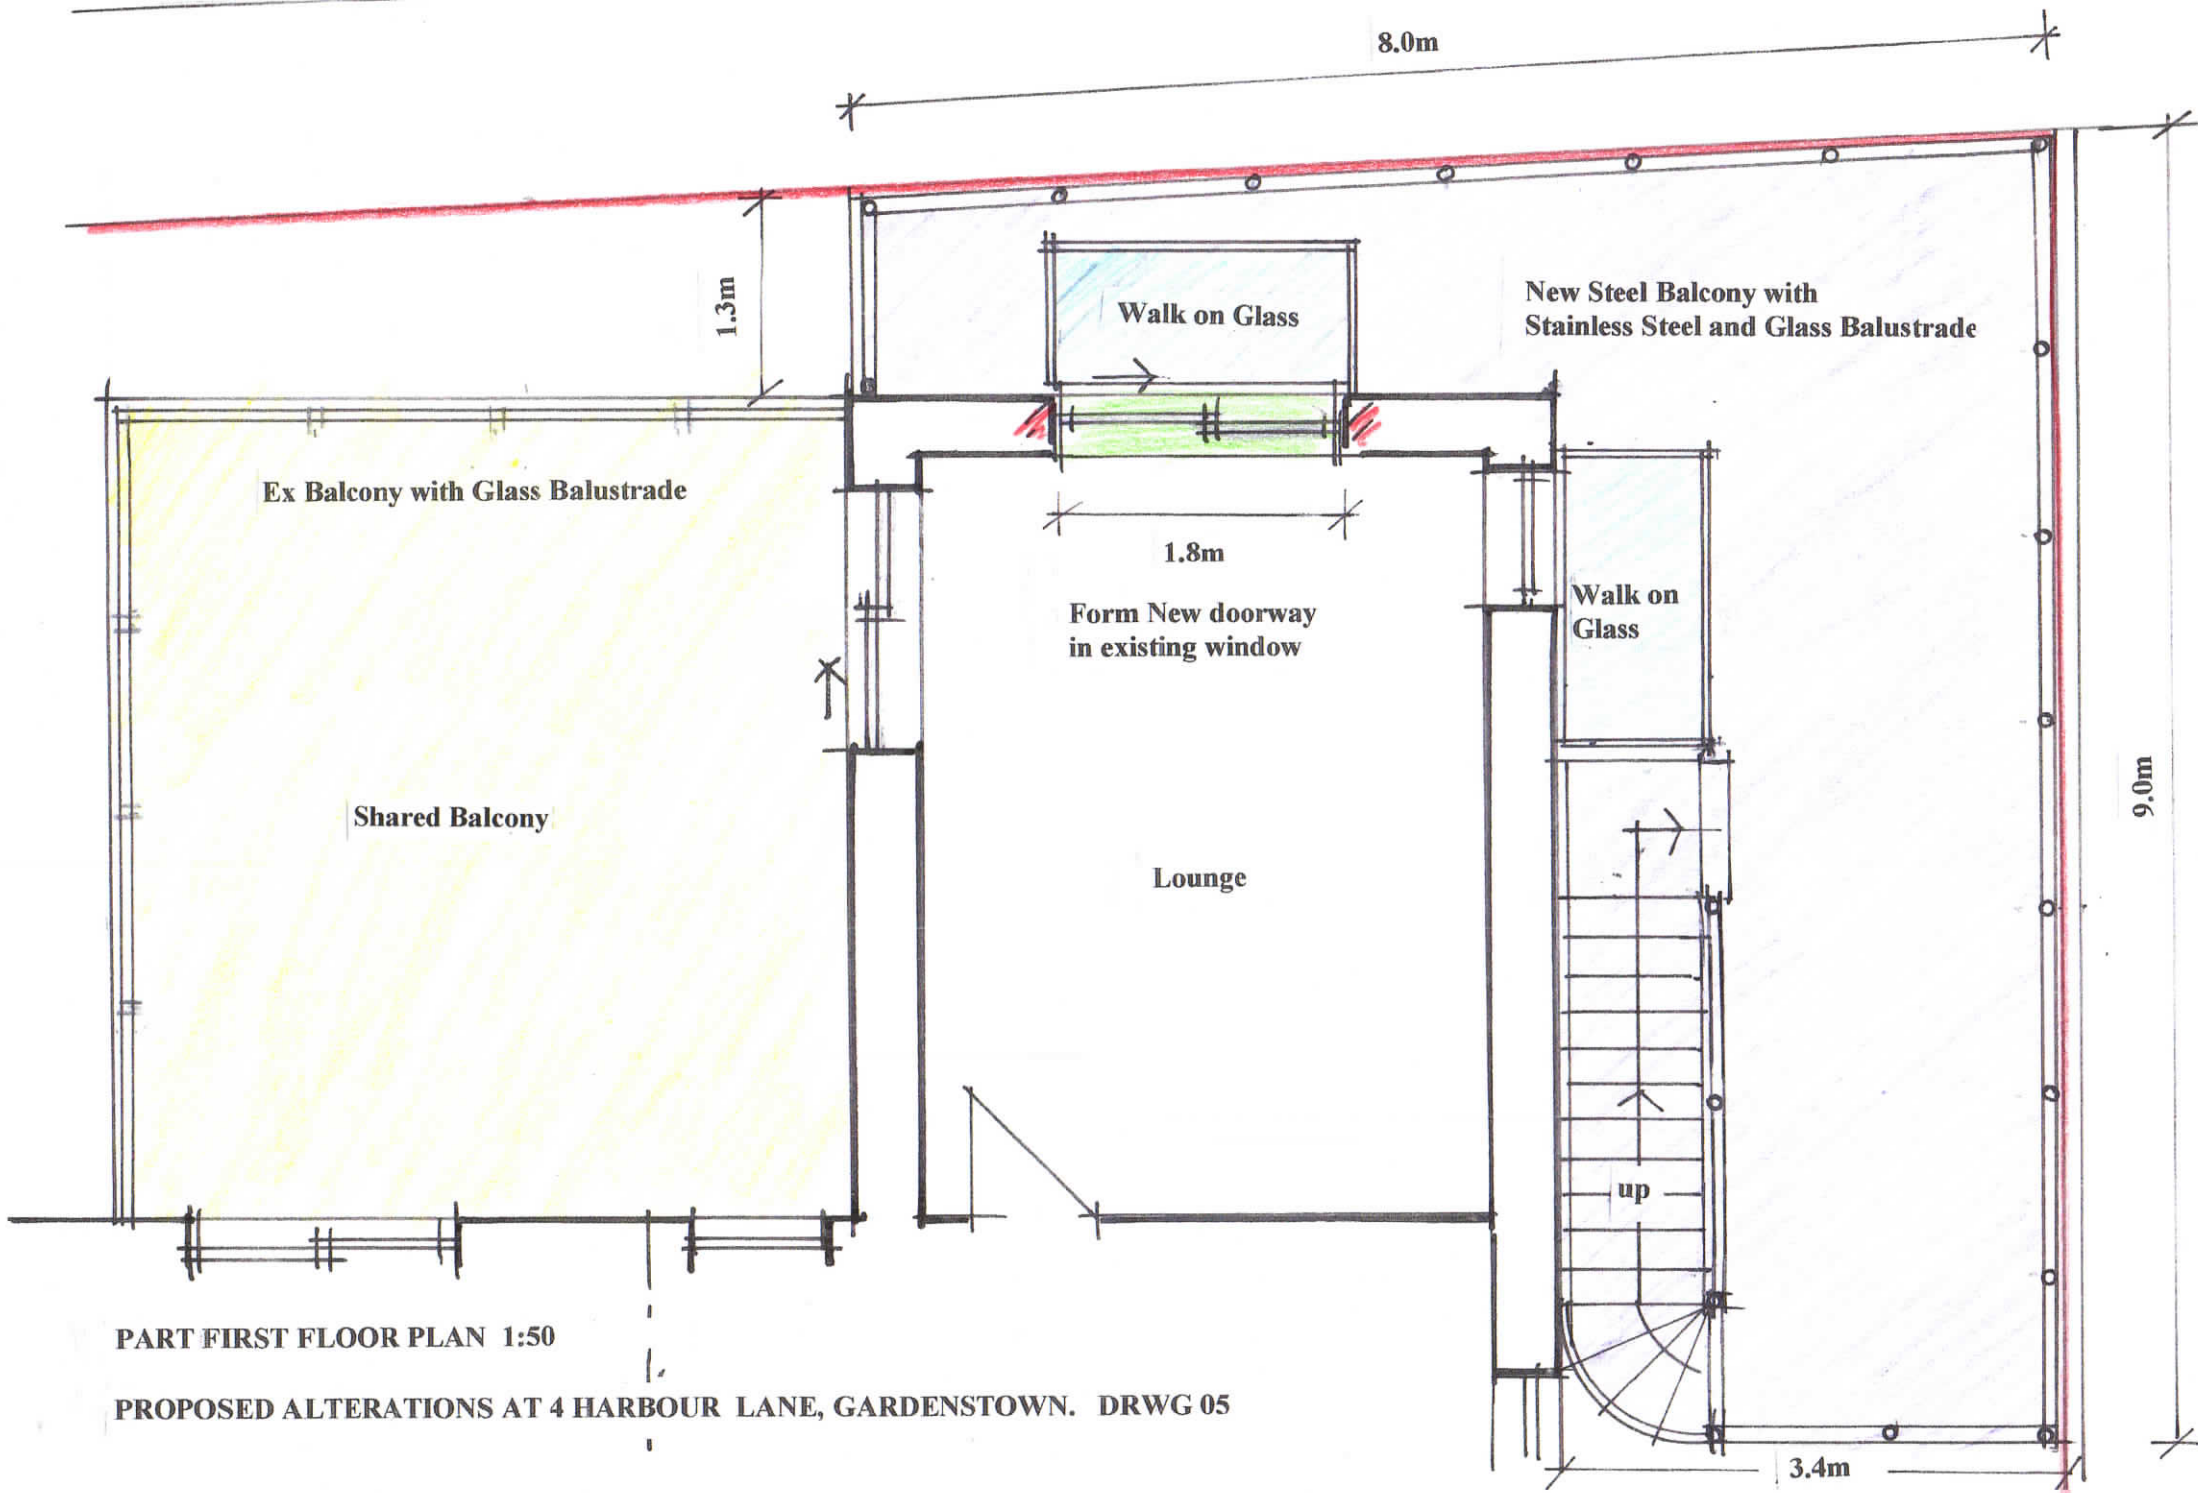 8.0m
1.3m
Walk on Glass
New Steel Balcony with
Stainless Steel and Glass Balustrade
Ex Balcony with Glass Balustrade
1.8m
Form New doorway
in existing window
Walk on
Glass
9.0m
Shared Balcony
Lounge
up
PART FIRST FLOOR PLAN 1:50
PROPOSED ALTERATIONS AT 4 HARBOUR LANE, GARDENSTOWN. DRWG 05
3.4m